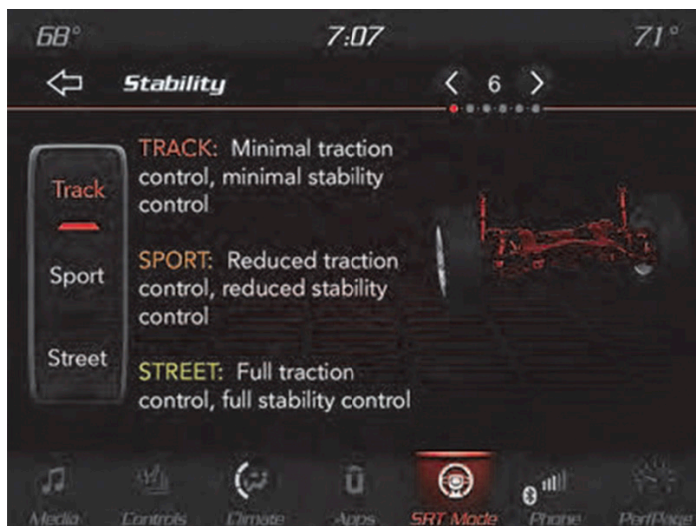 68° 7:07 71°
Stability < 6 >
TRACK: Minimal traction
control, minimal stability
control
Track
SPORT: Reduced traction
control, reduced stability
control
Sport
STREET: Full traction
control, full stability control
Street
Media Controls Climate Apps SRT Mode Phone